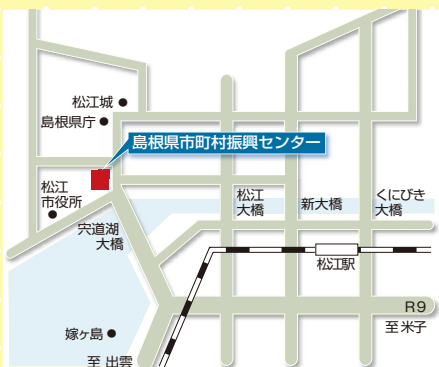 松江城
島根県庁
島根県市町村振興センター
松江
市役所
宍道湖
大橋
松江
大橋
新大橋
くにびき
大橋
松江駅
R9
至 米子
嫁ヶ島
至 出雲